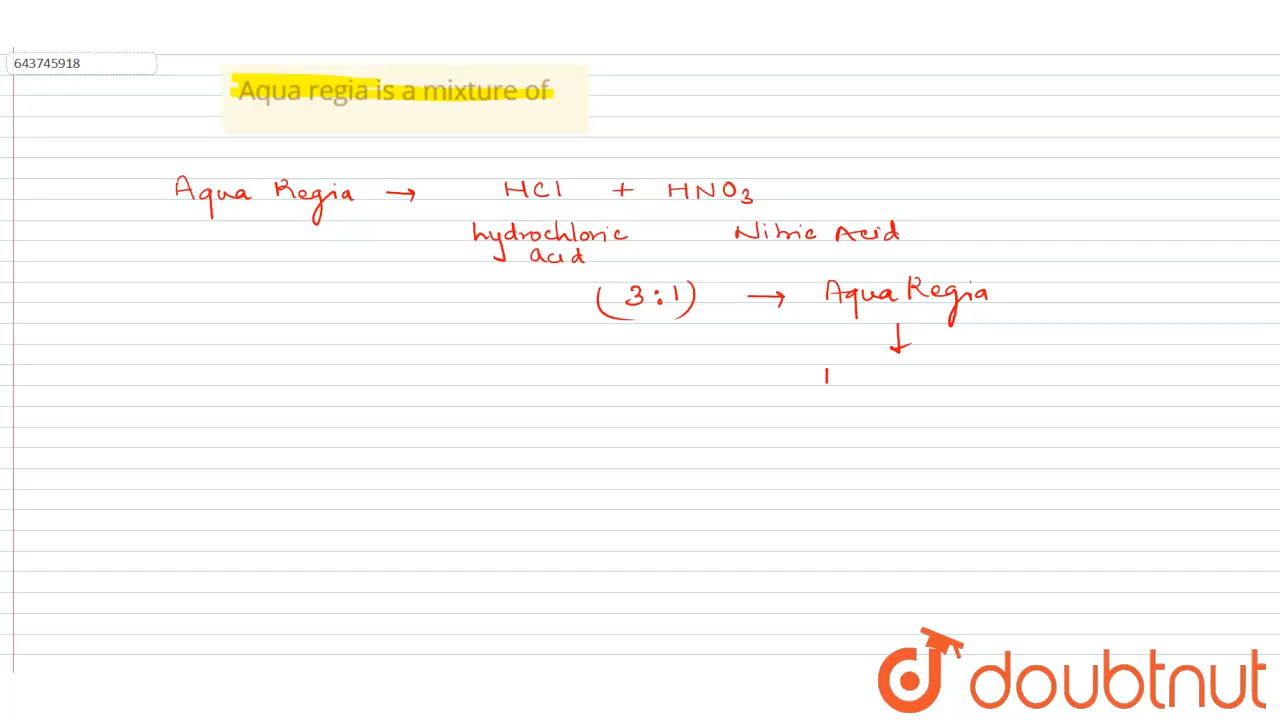 643745918
Aqua regia is a mixture of
Aqua Regia → HCl + HNO3
hydrochloric acid Nitric Acid
(3:1) → Aqua Regia
↓
doubtnut